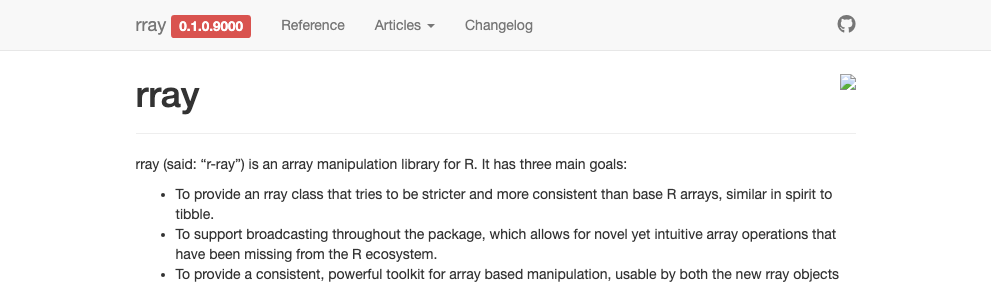 rray 0.1.0.9000 Reference Articles Changelog
rray
rray (said: “r-ray”) is an array manipulation library for R. It has three main goals:
• To provide an rray class that tries to be stricter and more consistent than base R arrays, similar in spirit to
tibble.
• To support broadcasting throughout the package, which allows for novel yet intuitive array operations that
have been missing from the R ecosystem.
• To provide a consistent, powerful toolkit for array based manipulation, usable by both the new rray objects